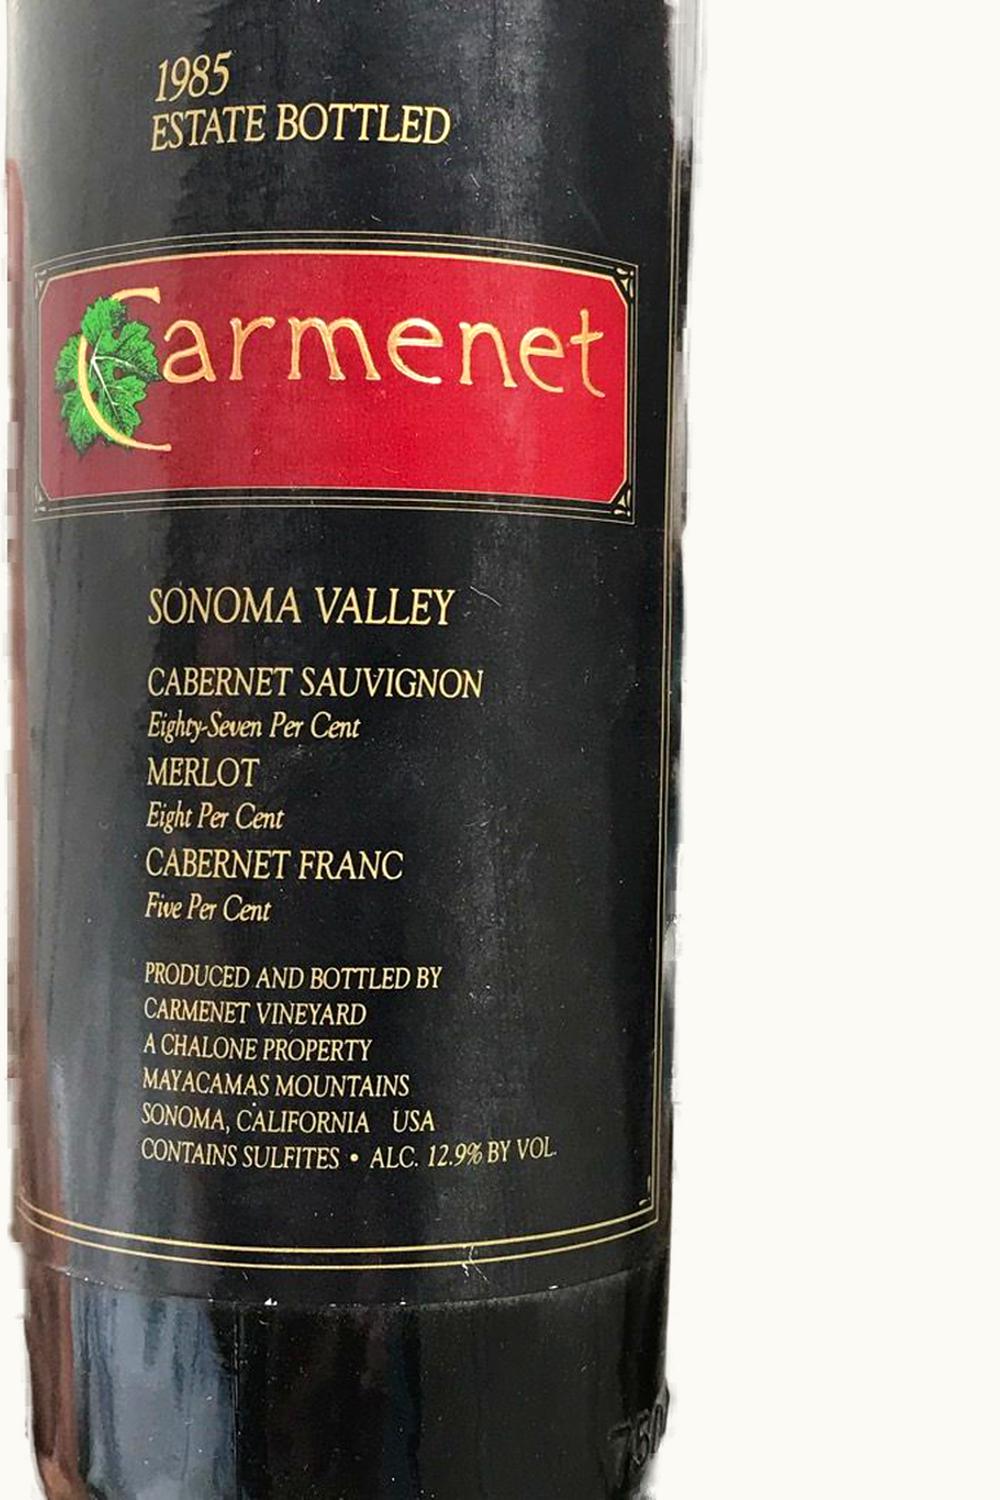 1985
ESTATE BOTTLED
Carmenet
SONOMA VALLEY
CABERNET SAUVIGNON
Eighty-Seven Per Cent
MERLOT
Eight Per Cent
CABERNET FRANC
Five Per Cent
PRODUCED AND BOTTLED BY
CARMENET VINEYARD
A CHALONE PROPERTY
MAYACAMAS MOUNTAINS
SONOMA, CALIFORNIA USA
CONTAINS SULFITES • ALC. 12.9% BY VOL.
750